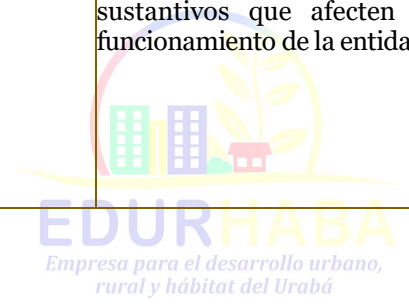 sustantivos que afecten
funcionamiento de la entida
EDURHABA
Empresa para el desarrollo urbano,
rural y hábitat del Urabá